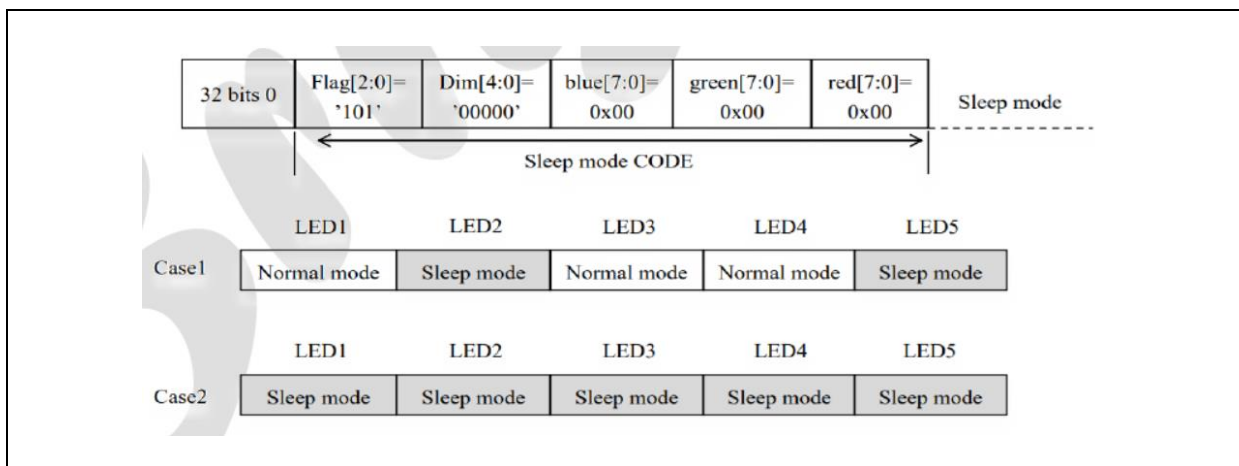 32 bits 0 Flag[2:0]= Dim[4:0]= blue[7:0]= green[7:0]= red[7:0]= Sleep mode
’101’ ’00000’ 0x00 0x00 0x00
Sleep mode CODE
LED1 LED2 LED3 LED4 LED5
Case1 Normal mode Sleep mode Normal mode Normal mode Sleep mode
LED1 LED2 LED3 LED4 LED5
Case2 Sleep mode Sleep mode Sleep mode Sleep mode Sleep mode